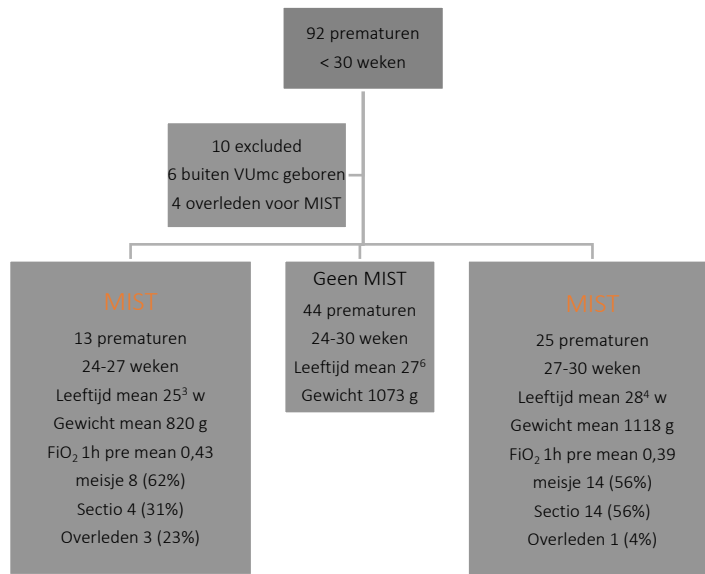 92 prematuren
< 30 weken
10 excluded
6 buiten VUmc geboren
4 overleden voor MIST
MIST
13 prematuren
24-27 weken
Leeftijd mean 25³ w
Gewicht mean 820 g
FiO₂ 1h pre mean 0,43
meisje 8 (62%)
Sectio 4 (31%)
Overleden 3 (23%)
Geen MIST
44 prematuren
24-30 weken
Leeftijd mean 27⁶
Gewicht 1073 g
MIST
25 prematuren
27-30 weken
Leeftijd mean 28⁴ w
Gewicht mean 1118 g
FiO₂ 1h pre mean 0,39
meisje 14 (56%)
Sectio 14 (56%)
Overleden 1 (4%)